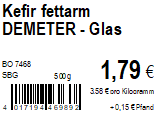 Kefir fettarm
DEMETER - Glas
BO 7468
SBG 500g
1,79 €
3.58 € pro Kilogramm
4 017194 469892
+0,15 € Pfand